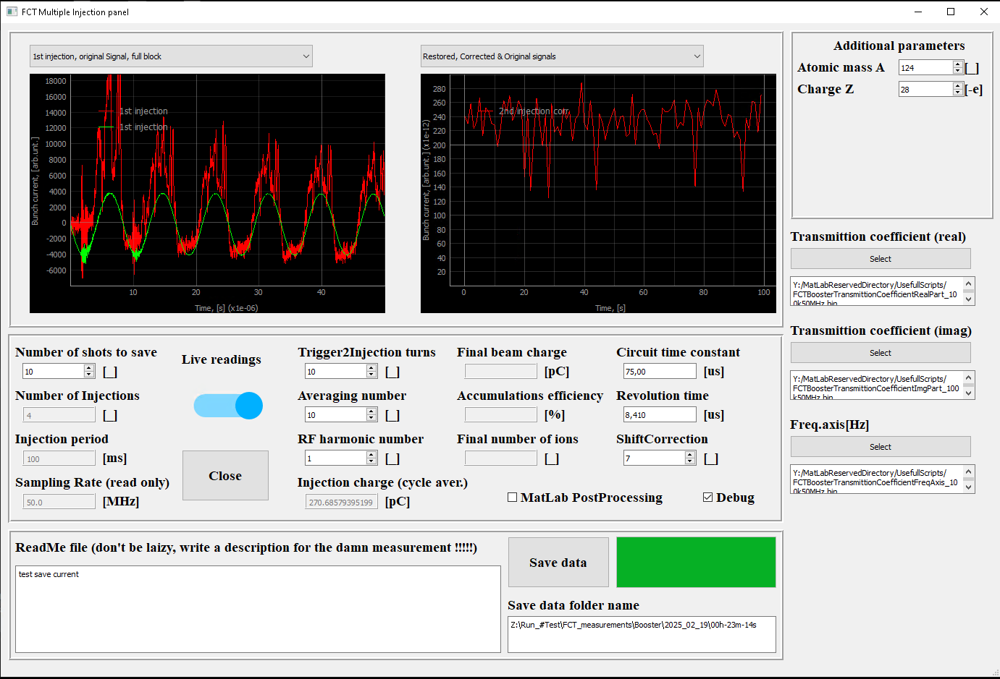 FCT Multiple Injection panel
1st injection, original Signal, full block
18000
16000
14000
12000
10000
8000
6000
4000
2000
0
-2000
-4000
-6000
Bunch current, [arb.unt.]
1st injection
1st injection
10
20
30
40
Time, [s] (x1e-06)
Restored, Corrected & Original signals
280
260
240
220
200
180
160
140
120
100
80
60
40
20
Bunch current, [arb.unt.] (x1e-12)
2nd injection corr.
0
20
40
60
80
100
Time, [s]
Additional parameters
Atomic mass A 124 [_]
Charge Z 28 [-e]
Transmittion coefficient (real)
Select
Y:/MatLabReservedDirectory/UsefullScripts/
FCTBoosterTransmittionCoefficientRealPart_10
0k50MHz.bin
Transmittion coefficient (imag)
Select
Y:/MatLabReservedDirectory/UsefullScripts/
FCTBoosterTransmittionCoefficientImgPart_100
k50MHz.bin
Freq.axis[Hz]
Select
Y:/MatLabReservedDirectory/UsefullScripts/
FCTBoosterTransmittionCoefficientFreqAxis_10
0k50MHz.bin
Number of shots to save
10 [_]
Number of Injections
4 [_]
Injection period
100 [ms]
Sampling Rate (read only)
50.0 [MHz]
Live readings
Close
Trigger2Injection turns
10 [_]
Averaging number
10 [_]
RF harmonic number
1 [_]
Injection charge (cycle aver.)
270.68579395199 [pC]
Final beam charge
[pC]
Accumulations efficiency
[%]
Final number of ions
[_]
Circuit time constant
75,00 [us]
Revolution time
8,410 [us]
ShiftCorrection
7 [_]
MatLab PostProcessing
Debug
ReadMe file (don't be laizy, write a description for the damn measurement !!!!!)
test save current
Save data
Save data folder name
Z:\Run_#Test\FCT_measurements\Booster\2025_02_19\00h-23m-14s